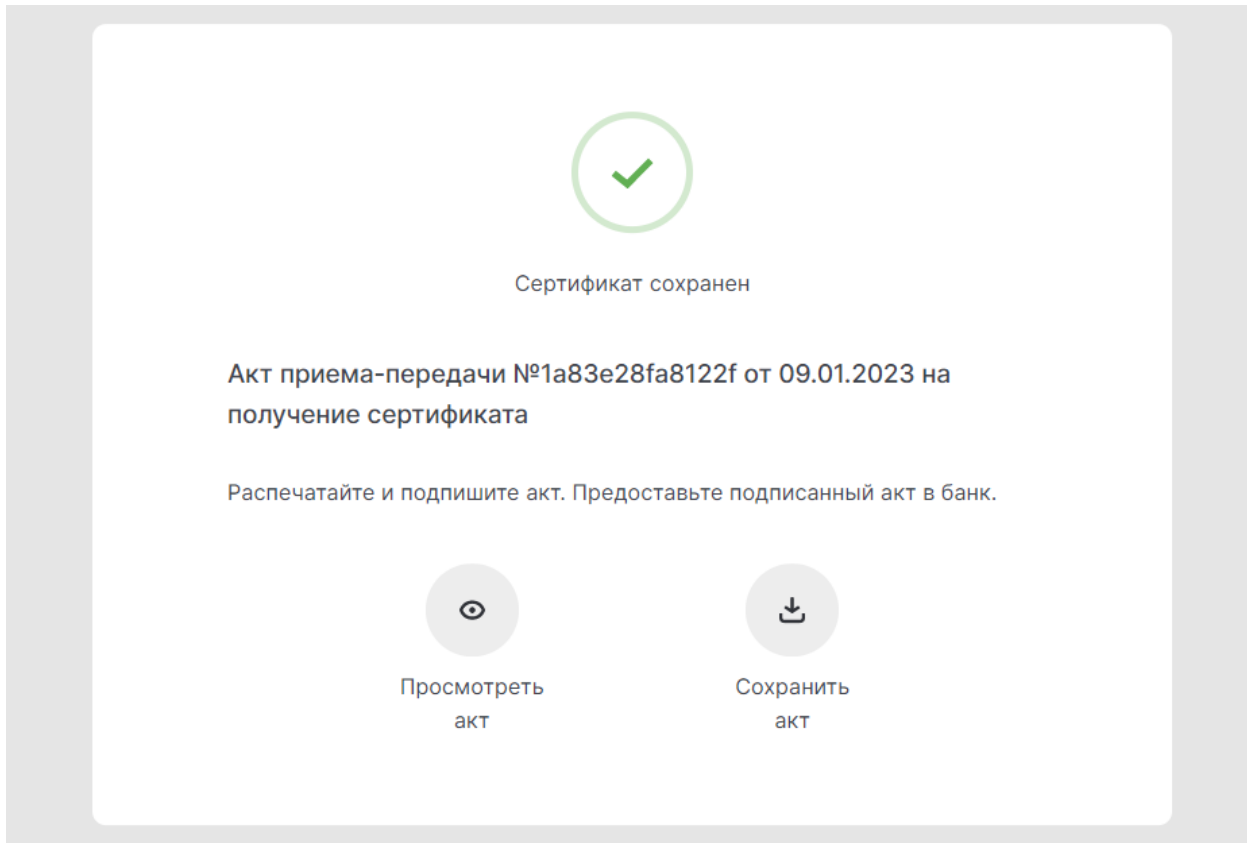 Сертификат сохранен
Акт приема-передачи №1a83e28fa8122f от 09.01.2023 на
получение сертификата
Распечатайте и подпишите акт. Предоставьте подписанный акт в банк.
Просмотреть
акт
Сохранить
акт